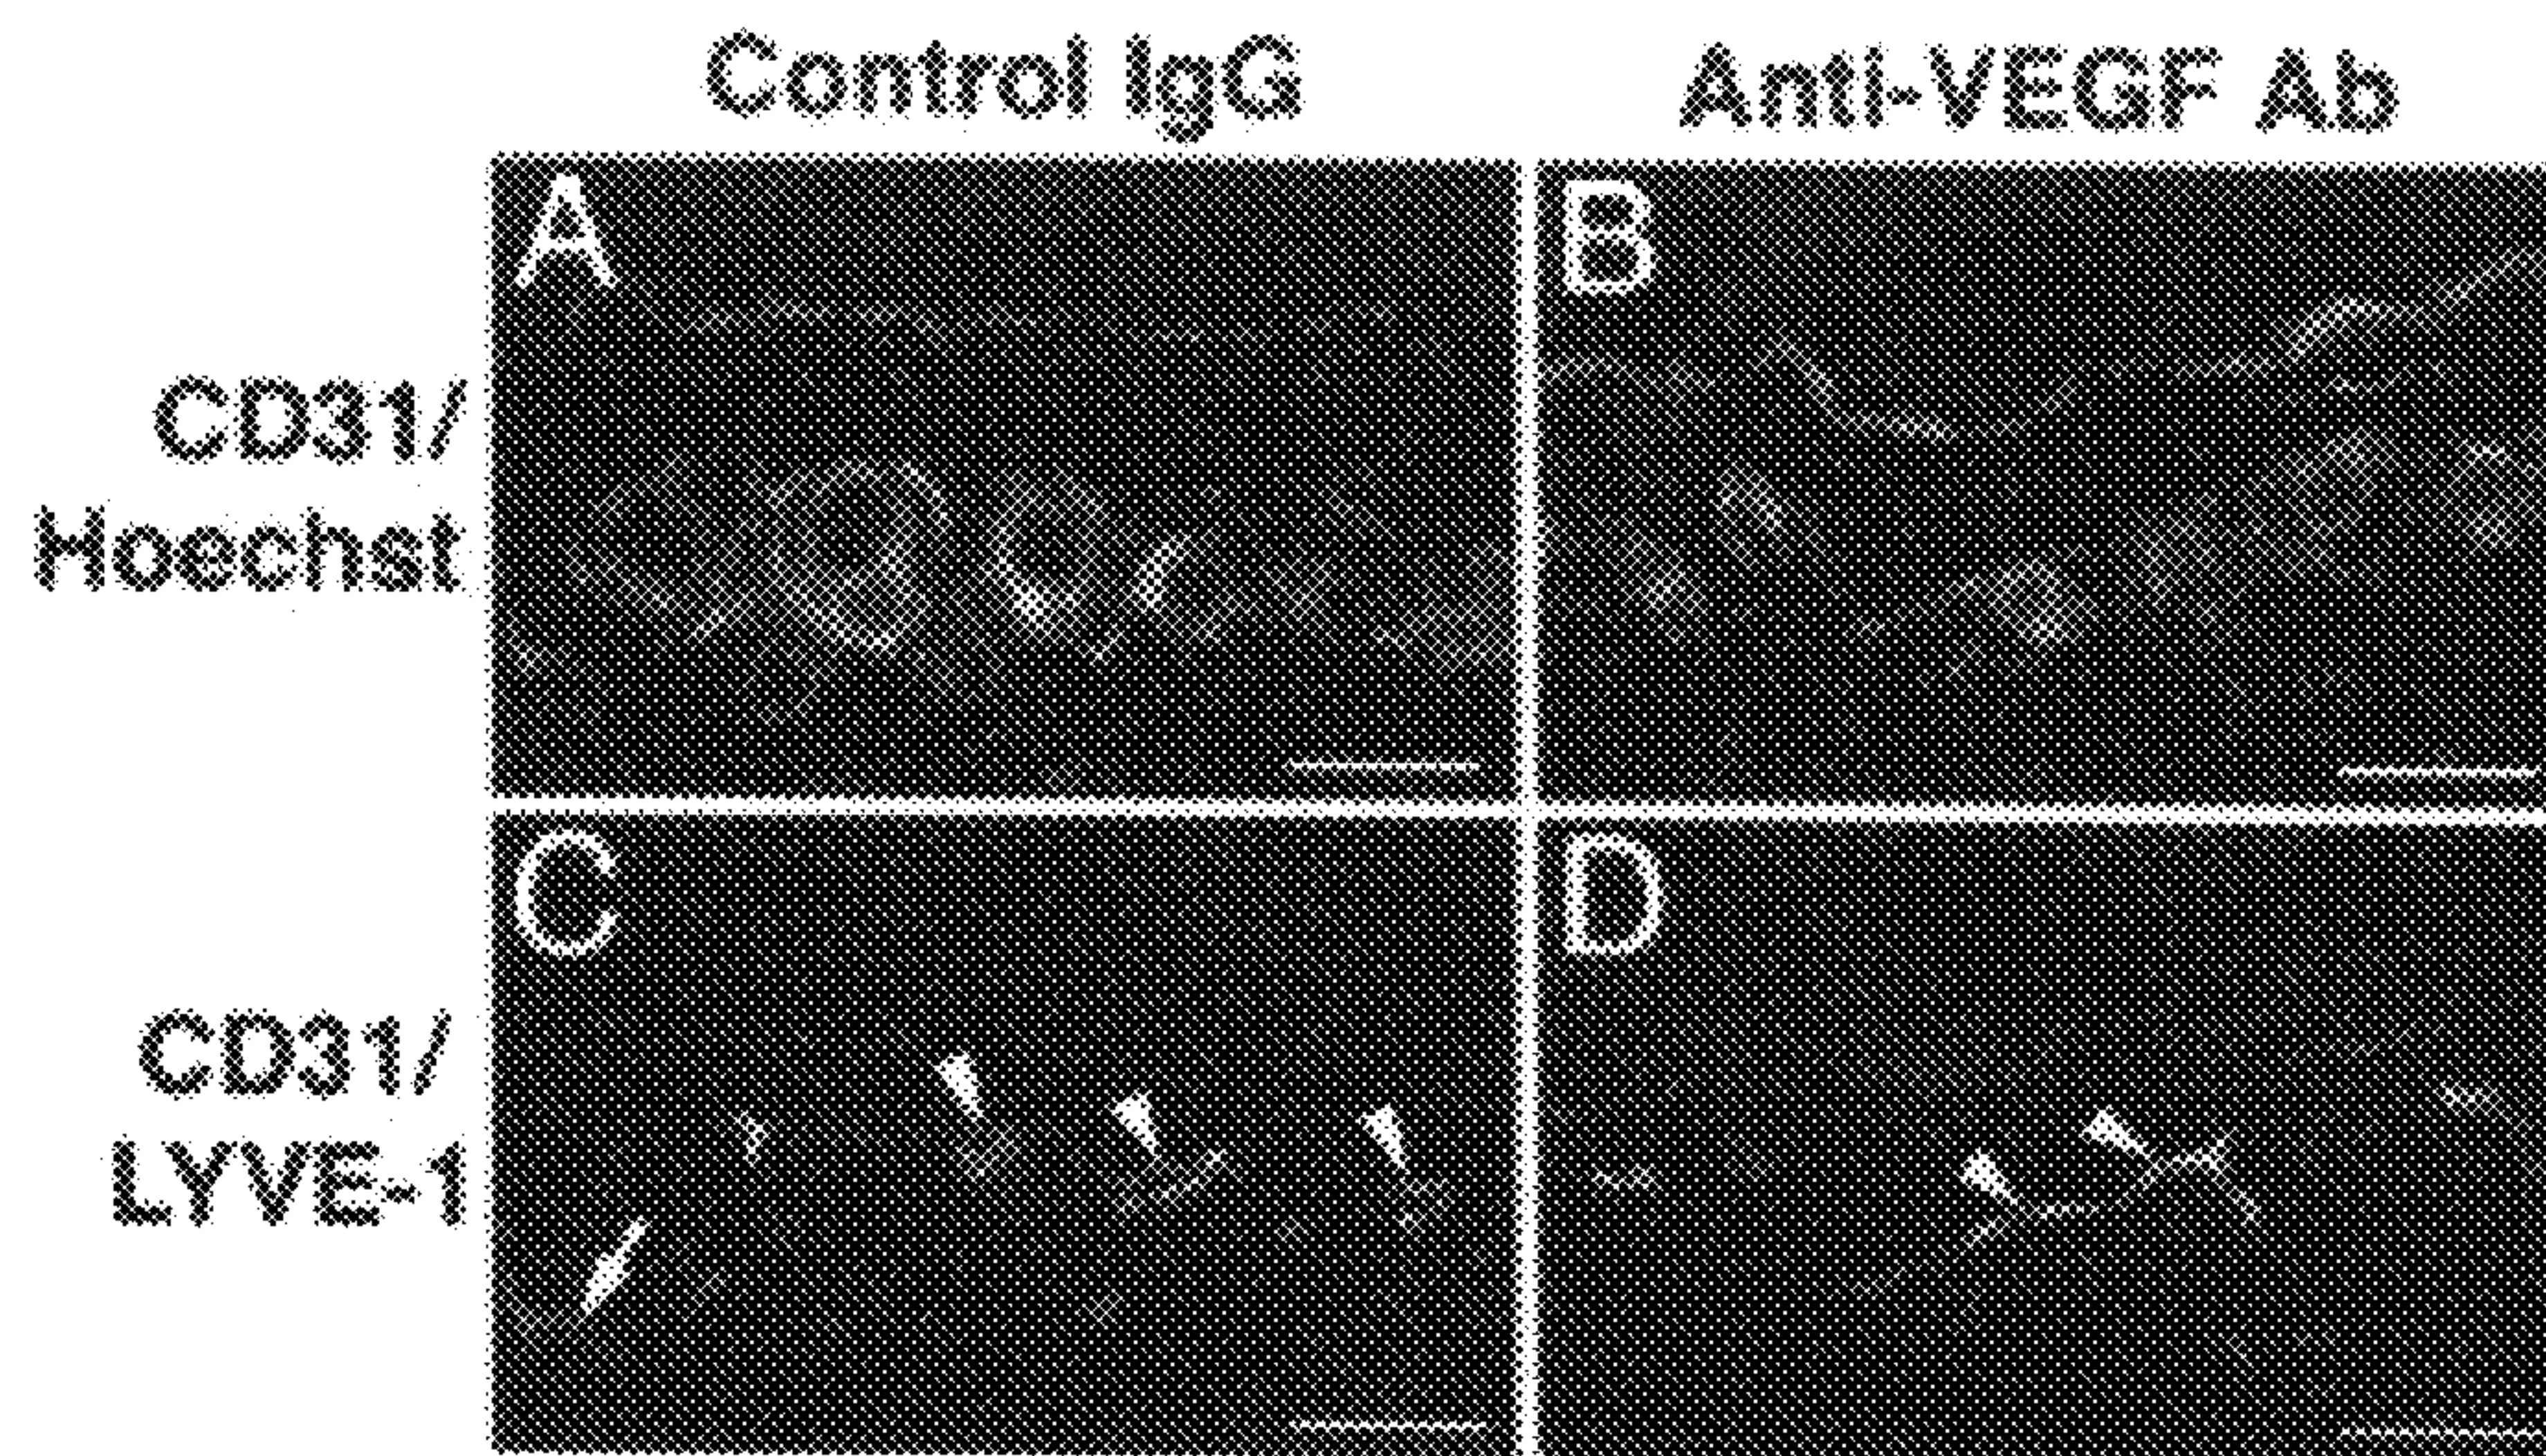 Control IgG
Anti-VEGF Ab
A
B
CD31/
Hoechst
C
D
CD31/
LYVE-1